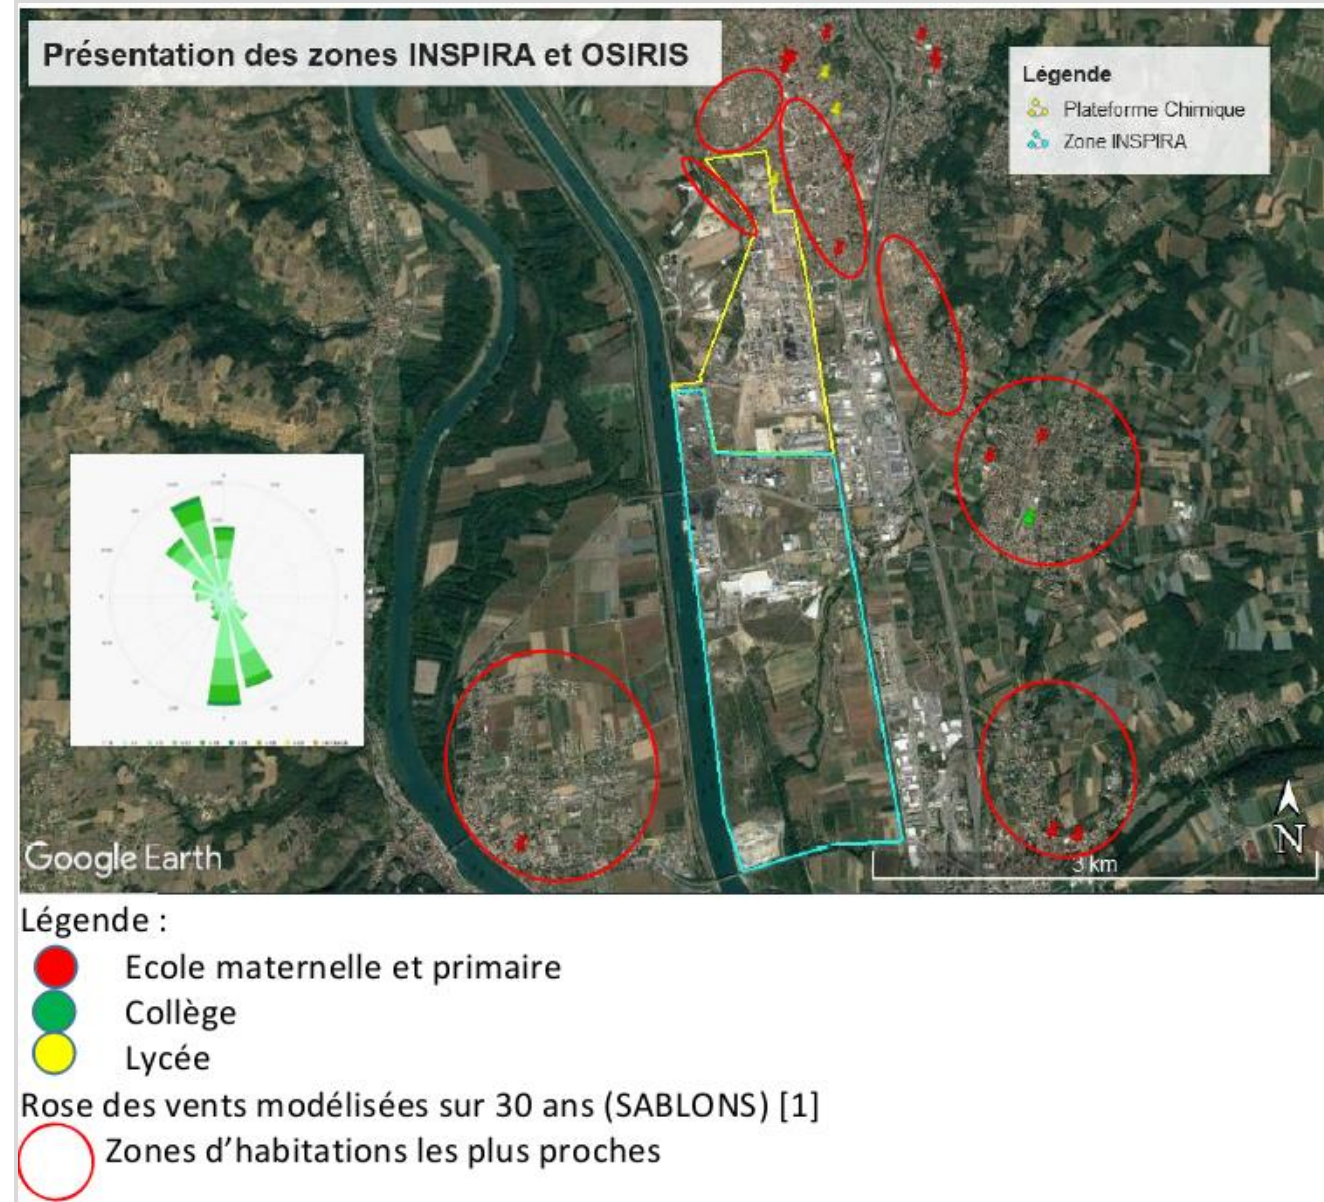 Présentation des zones INSPIRA et OSIRIS
Légende
Plateforme Chimique
Zone INSPIRA
Google Earth
N
3 km
Légende :
Ecole maternelle et primaire
Collège
Lycée
Rose des vents modélisées sur 30 ans (SABLONS) [1]
Zones d’habitations les plus proches